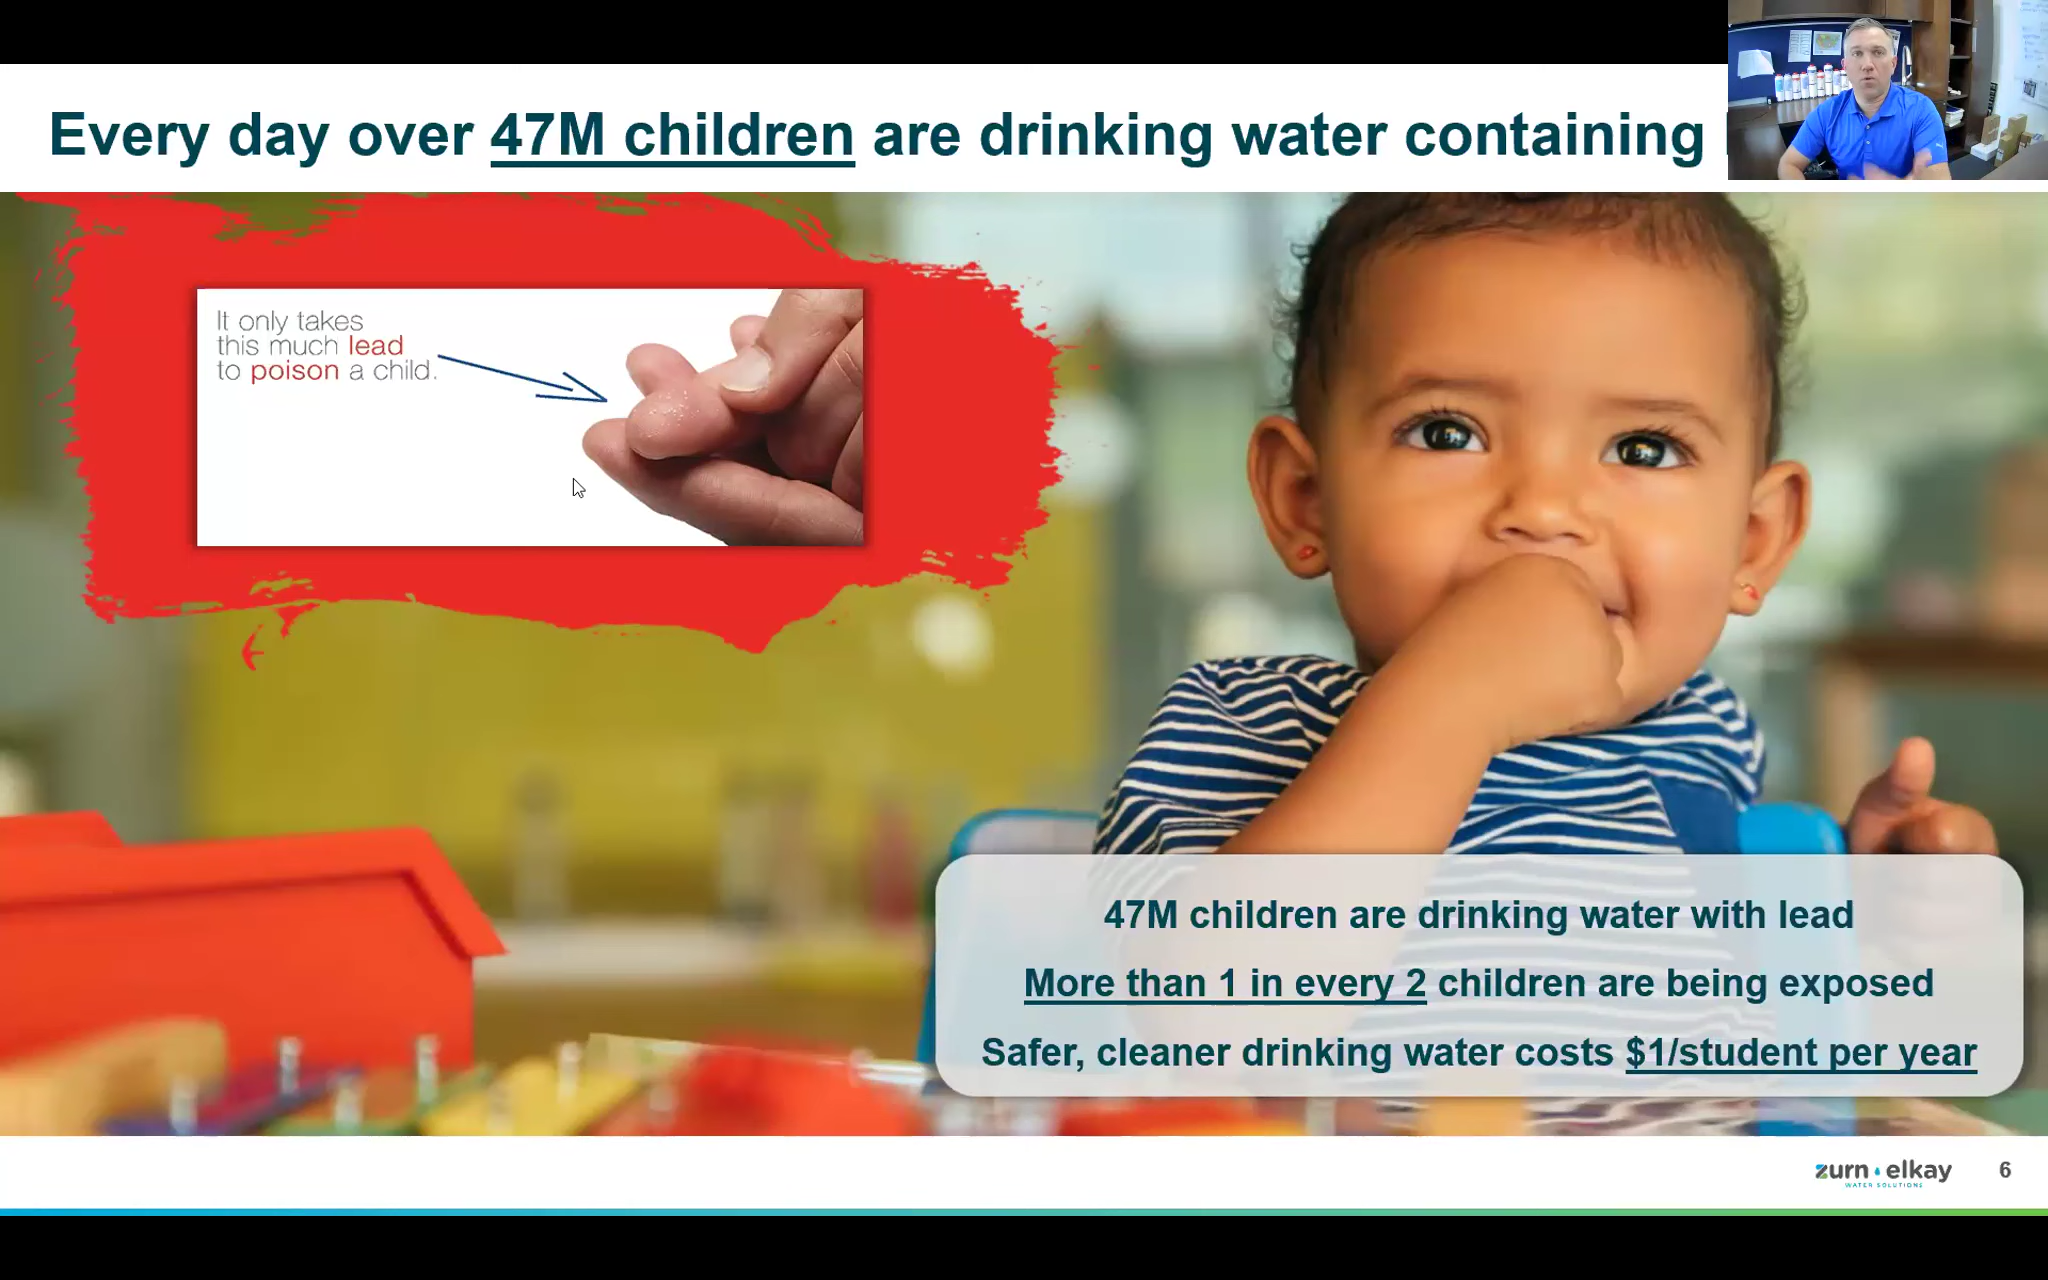 Every day over 47M children are drinking water containing
It only takes
this much lead
to poison a child.
47M children are drinking water with lead
More than 1 in every 2 children are being exposed
Safer, cleaner drinking water costs $1/student per year
zurn elkay
WATER SOLUTIONS
6